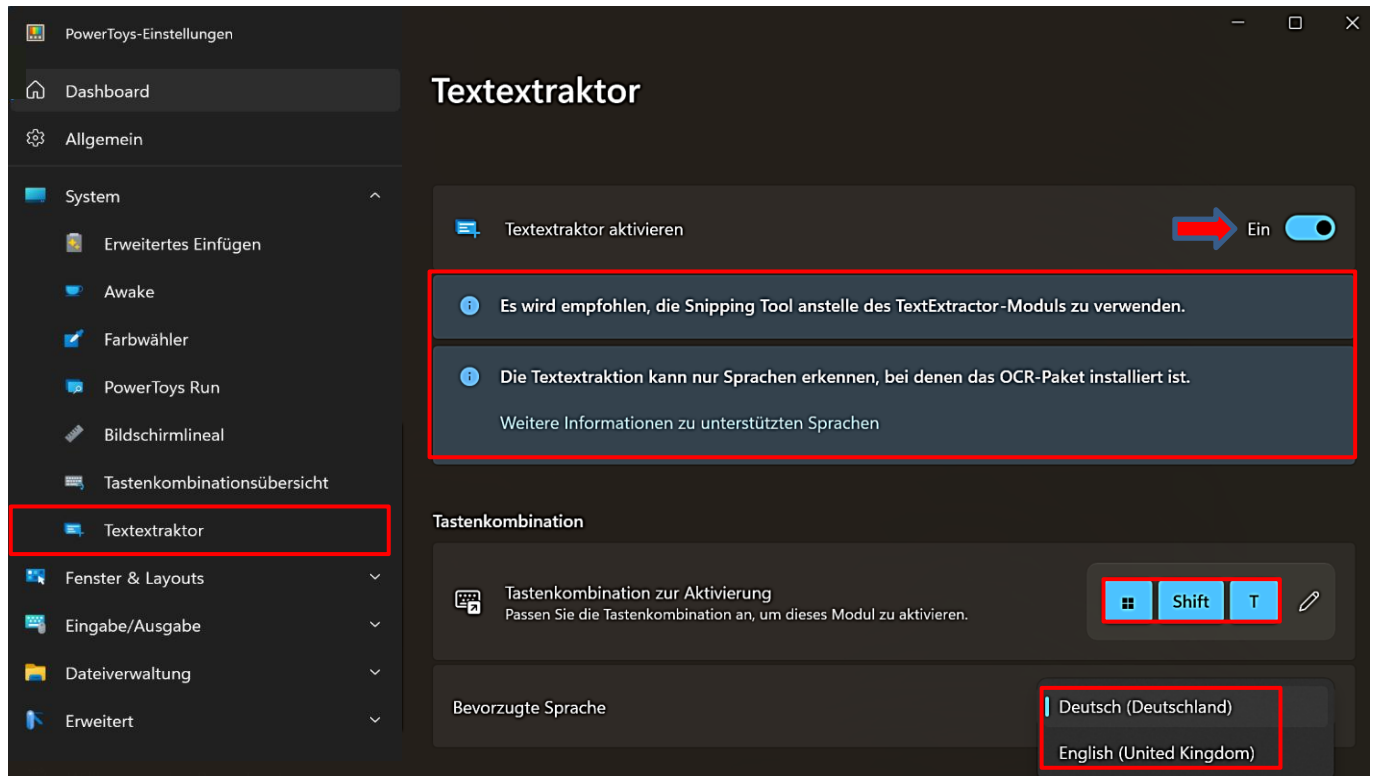 PowerToys-Einstellungen
Dashboard
Allgemein
System
Erweitertes Einfügen
Awake
Farbwähler
PowerToys Run
Bildschirmlineal
Tastenkombinationsübersicht
Textextraktor
Fenster & Layouts
Eingabe/Ausgabe
Dateiverwaltung
Erweitert
Textextraktor
Textextraktor aktivieren
Ein
Es wird empfohlen, die Snipping Tool anstelle des TextExtractor-Moduls zu verwenden.
Die Textextraktion kann nur Sprachen erkennen, bei denen das OCR-Paket installiert ist.
Weitere Informationen zu unterstützten Sprachen
Tastenkombination
Tastenkombination zur Aktivierung
Passen Sie die Tastenkombination an, um dieses Modul zu aktivieren.
Shift T
Bevorzugte Sprache
Deutsch (Deutschland)
English (United Kingdom)